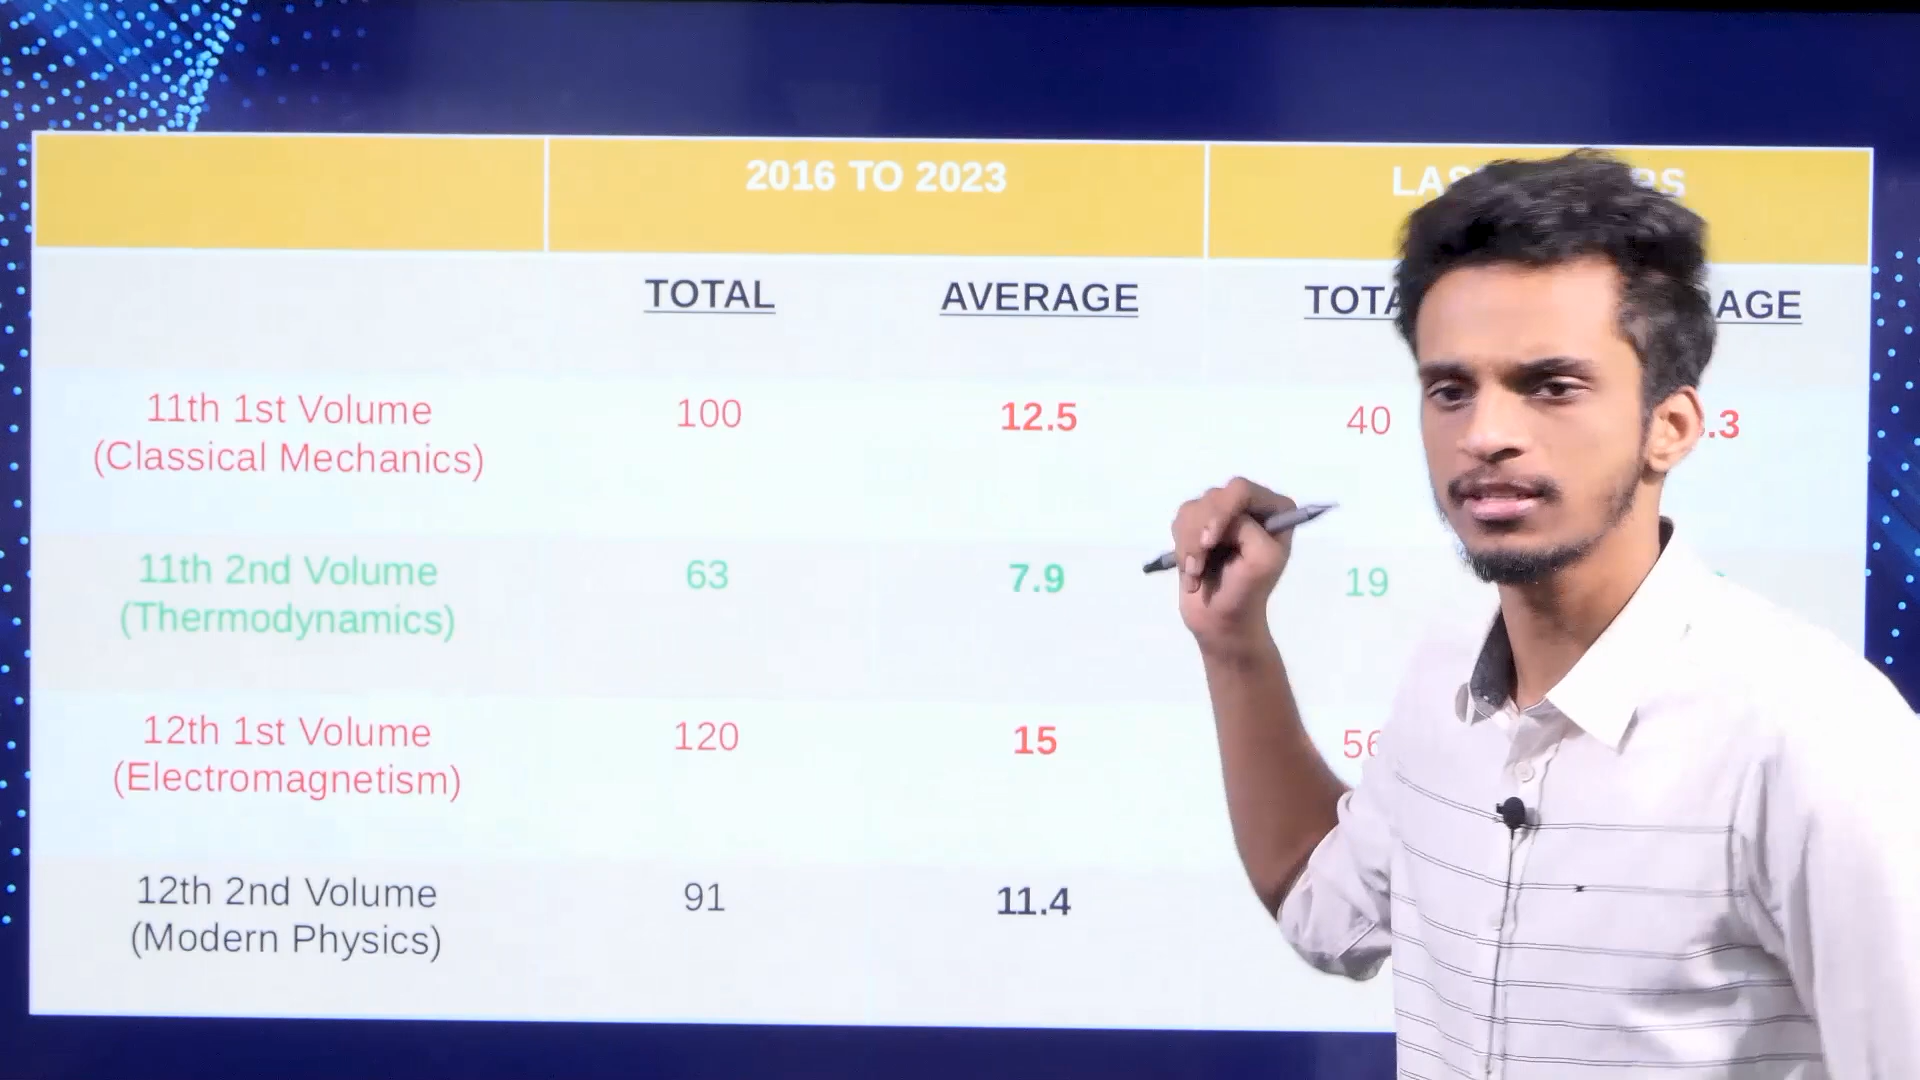 2016 TO 2023
TOTAL AVERAGE
11th 1st Volume 100 12.5 40
(Classical Mechanics)
11th 2nd Volume 63 7.9 19
(Thermodynamics)
12th 1st Volume 120 15
(Electromagnetism)
12th 2nd Volume 91 11.4
(Modern Physics)